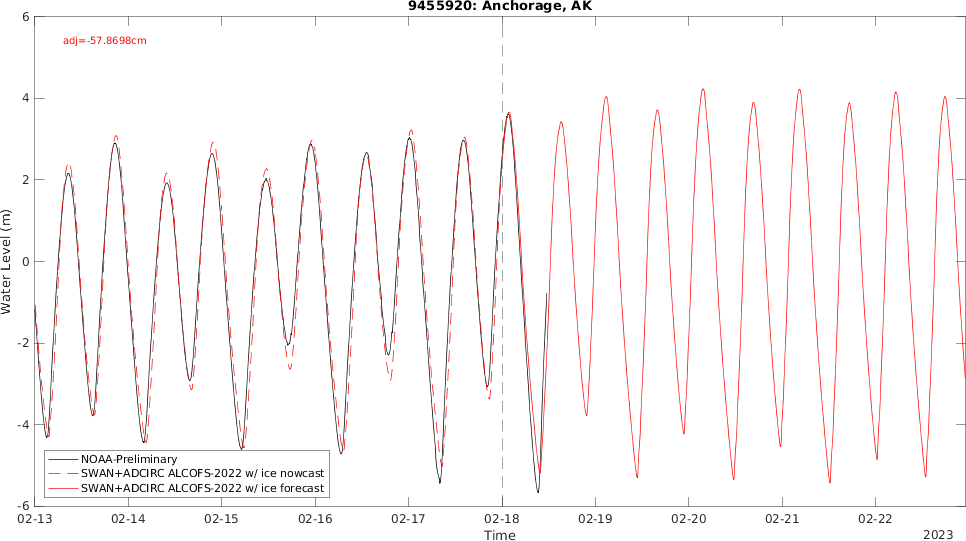 9455920: Anchorage, AK
6
adj=-57.8698cm
4
2
0
-2
-4
-6
Water Level (m)
NOAA-Preliminary
SWAN+ADCIRC ALCOFS-2022 w/ ice nowcast
SWAN+ADCIRC ALCOFS-2022 w/ ice forecast
02-13 02-14 02-15 02-16 02-17 02-18 02-19 02-20 02-21 02-22
Time
2023